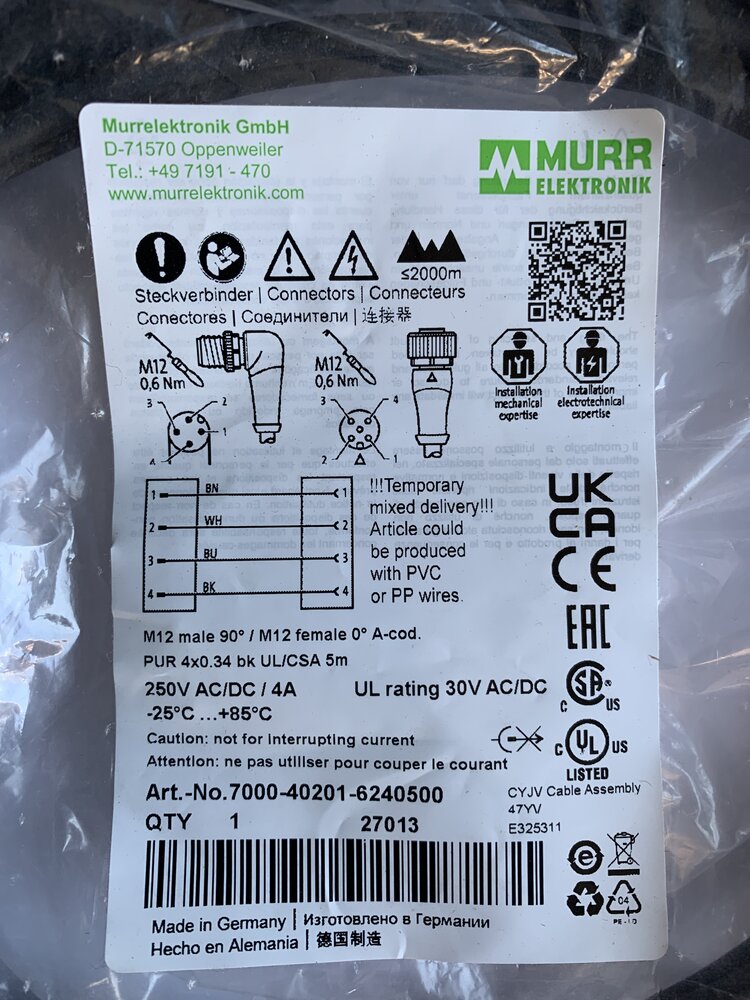 Murrelektronik GmbH
D-71570 Oppenweiler
Tel.: +49 7191 - 470
www.murrelektronik.com
MURR
ELEKTRONIK
≤2000m
Steckverbinder | Connectors | Connecteurs
Conectores | Соединители | 连接器
M12
0,6 Nm
M12
0,6 Nm
Installation
mechanical
expertise
Installation
electrotechnical
expertise
3 2
4 1
3 4
2 1
1 BN 1
2 WH 2
3 BU 3
4 BK 4
!!!Temporary
mixed delivery!!!
Article could
be produced
with PVC
or PP wires.
UK
CA
CE
EAC
M12 male 90° / M12 female 0° A-cod.
PUR 4x0.34 bk UL/CSA 5m
250V AC/DC / 4A UL rating 30V AC/DC
-25°C ...+85°C
C SA® US
Caution: not for interrupting current
Attention: ne pas utiliser pour couper le courant
C UL US
LISTED
Art.-No.7000-40201-6240500
CYJV Cable Assembly
47YV
E325311
QTY 1 27013
e
04
PE-LD
Made in Germany | Изготовлено в Германии
Hecho en Alemania | 德国制造